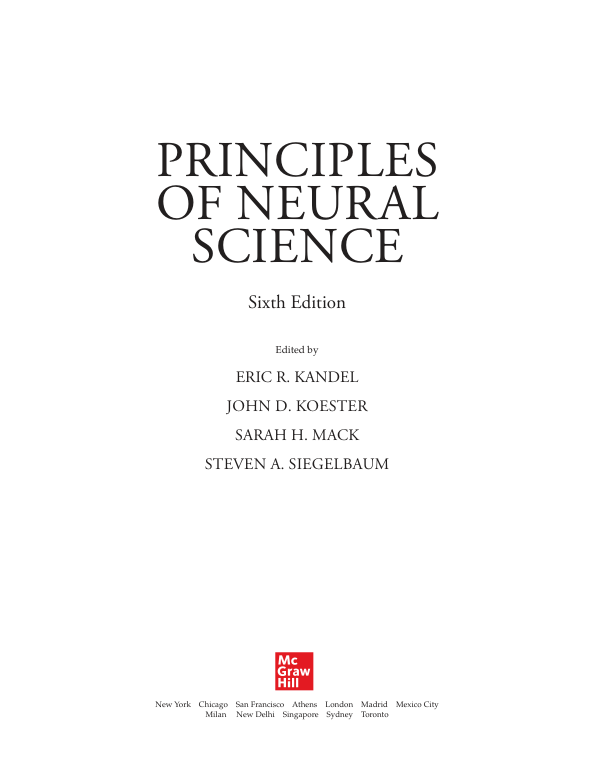 PRINCIPLES
OF NEURAL
SCIENCE
Sixth Edition
Edited by
ERIC R. KANDEL
JOHN D. KOESTER
SARAH H. MACK
STEVEN A. SIEGELBAUM
Mc
Graw
Hill
New York Chicago San Francisco Athens London Madrid Mexico City
Milan New Delhi Singapore Sydney Toronto